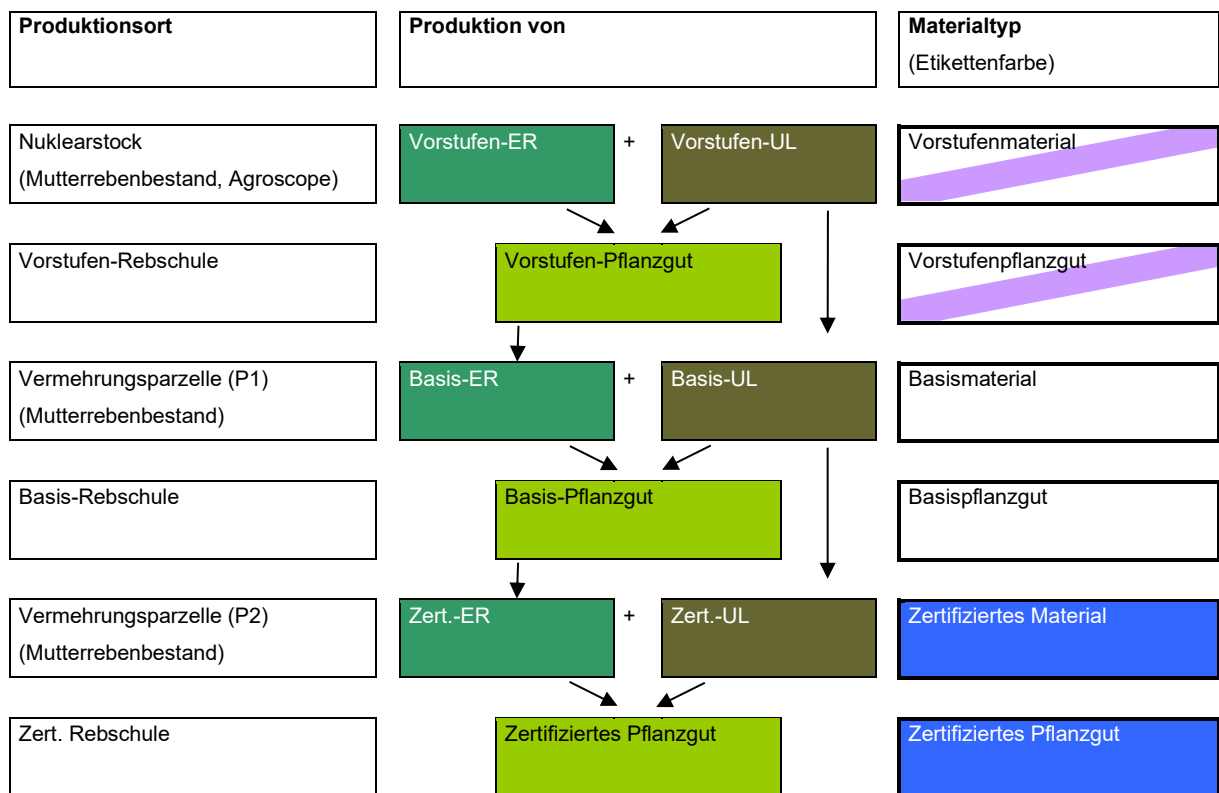 Produktionsort
Produktion von
Materialtyp
(Etikettenfarbe)
Nuklearstock
(Mutterrebenbestand, Agroscope)
Vorstufen-ER
+
Vorstufen-UL
Vorstufenmaterial
Vorstufen-Rebschule
Vorstufen-Pflanzgut
Vorstufenpflanzgut
Vermehrungsparzelle (P1)
(Mutterrebenbestand)
Basis-ER
+
Basis-UL
Basismaterial
Basis-Rebschule
Basis-Pflanzgut
Basispflanzgut
Vermehrungsparzelle (P2)
(Mutterrebenbestand)
Zert.-ER
+
Zert.-UL
Zertifiziertes Material
Zert. Rebschule
Zertifiziertes Pflanzgut
Zertifiziertes Pflanzgut